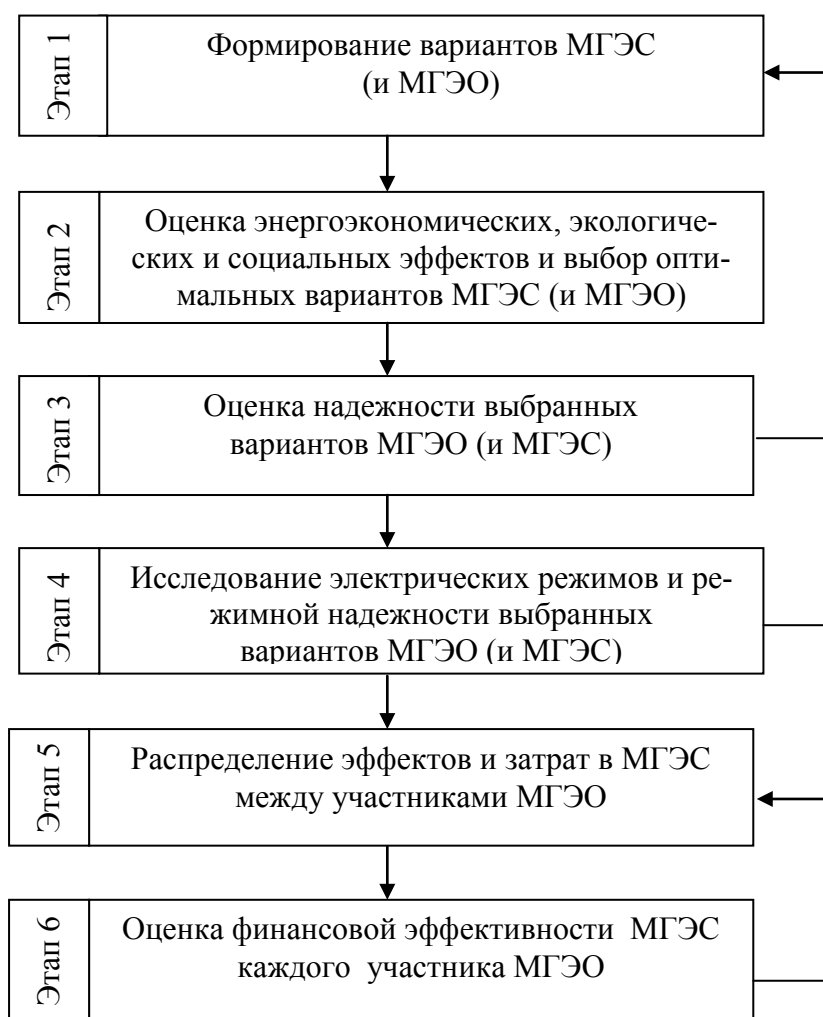 Этап 1
Формирование вариантов МГЭС
(и МГЭО)
Этап 2
Оценка энергоэкономических, экологиче-
ских и социальных эффектов и выбор опти-
мальных вариантов МГЭС (и МГЭО)
Этап 3
Оценка надежности выбранных
вариантов МГЭО (и МГЭС)
Этап 4
Исследование электрических режимов и ре-
жимной надежности выбранных
вариантов МГЭО (и МГЭС)
Этап 5
Распределение эффектов и затрат в МГЭС
между участниками МГЭО
Этап 6
Оценка финансовой эффективности МГЭС
каждого участника МГЭО